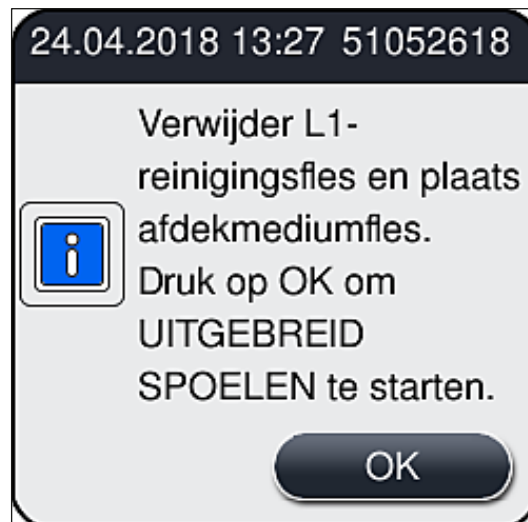 24.04.2018 13:27 51052618
Verwijder L1-
reinigingsfles en plaats
afdekmediumfles.
Druk op OK om
UITGEBREID
SPOELEN te starten.
i
OK